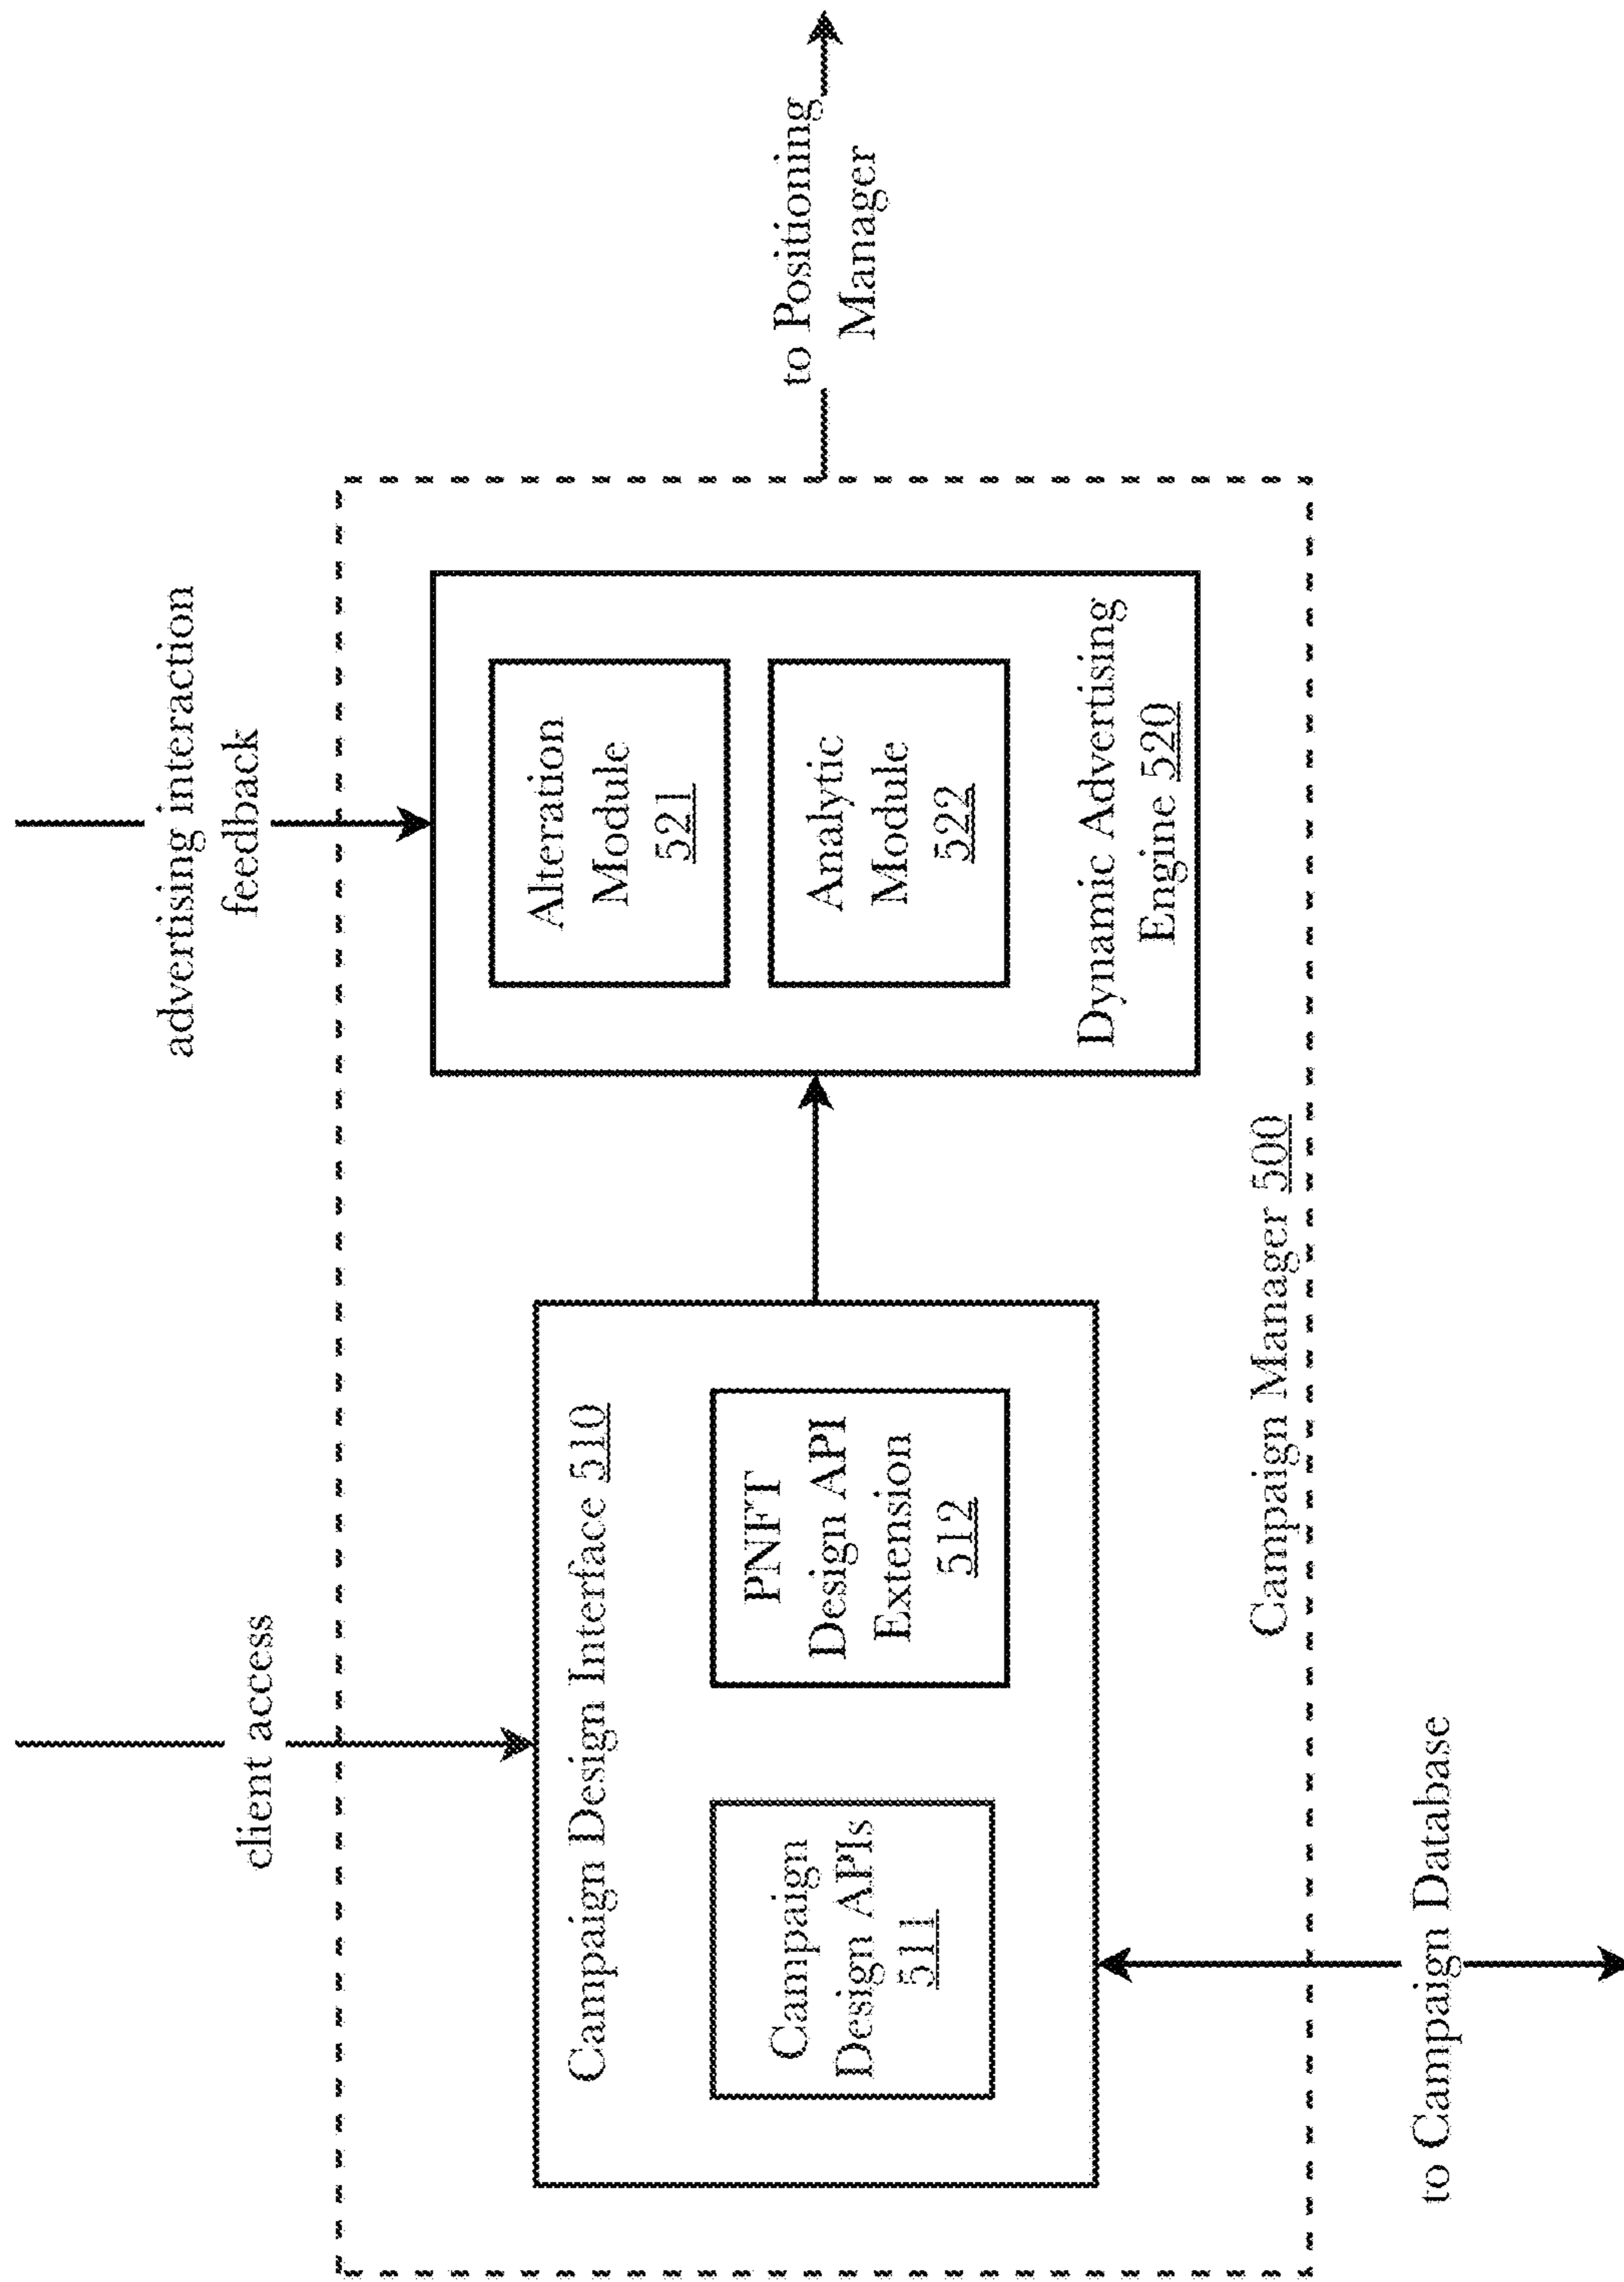 client access
advertising interaction
feedback
Campaign Design Interface 510
Campaign
Design APIs
511
PNFT
Design API
Extension
512
Alteration
Module
521
Analytic
Module
522
Dynamic Advertising
Engine 520
to Positioning
Manager
Campaign Manager 500
to Campaign Database